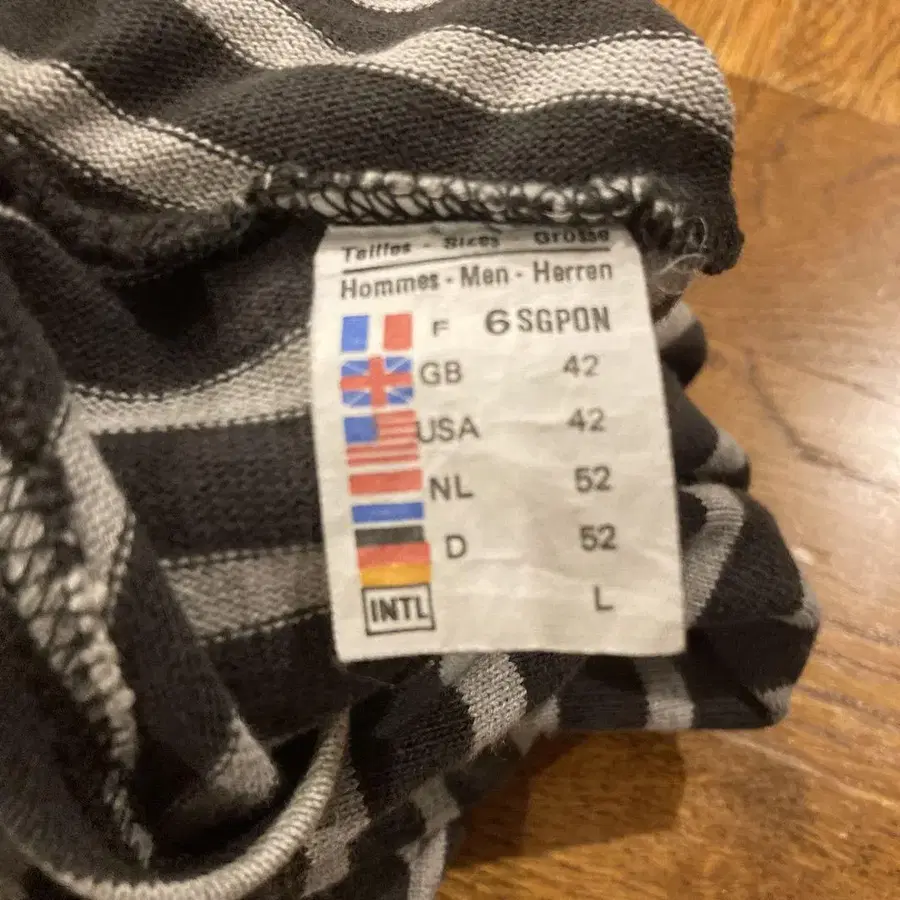 Tailles - Sizes Grösse
Hommes - Men - Herren
F 6 SGPON
GB 42
USA 42
NL 52
D 52
INTL L